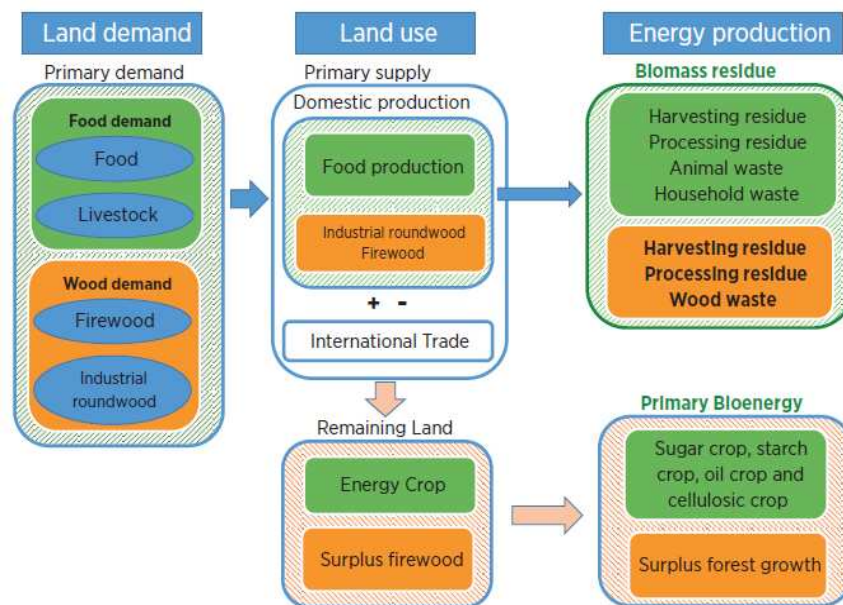 Land demand
Land use
Energy production
Primary demand
Food demand
Food
Livestock
Wood demand
Firewood
Industrial
roundwood
Primary supply
Domestic production
Food production
Industrial roundwood
Firewood
+ -
International Trade
Remaining Land
Energy Crop
Surplus firewood
Biomass residue
Harvesting residue
Processing residue
Animal waste
Household waste
Harvesting residue
Processing residue
Wood waste
Primary Bioenergy
Sugar crop, starch
crop, oil crop and
cellulosic crop
Surplus forest growth